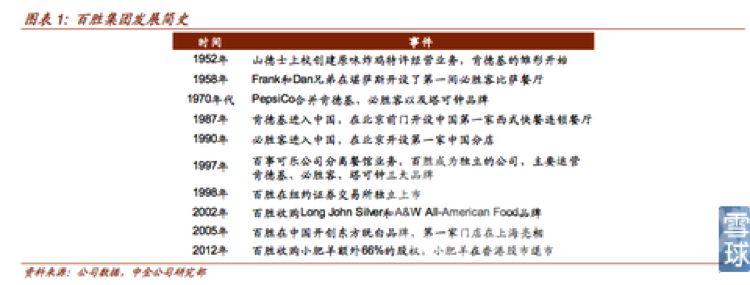 图表 1：百胜集团发展简史
时间 事件
1952年 山德士上校创建原味炸鸡特许经营业务，肯德基的雏形开始
1958年 Frank和Dan兄弟在堪萨斯开设了第一间必胜客比萨餐厅
1970年代 PepsiCo合并肯德基、必胜客以及塔可钟品牌
1987年 肯德基进入中国，在北京前门开设中国第一家西式快餐连锁餐厅
1990年 必胜客进入中国，在北京开设第一家中国分店
1997年 百事可乐公司分离餐馆业务，百胜成为独立的公司，主要运营
肯德基、必胜客、塔可钟三大品牌
1998年 百胜在纽约证券交易所独立上市
2002年 百胜收购Long John Silver和A&W All-American Food品牌
2005年 百胜在中国开创东方既白品牌，第一家门店在上海亮相
2012年 百胜收购小肥羊额外66%的股权，小肥羊在香港股市退市
资料来源：公司数据，中金公司研究部
雪球